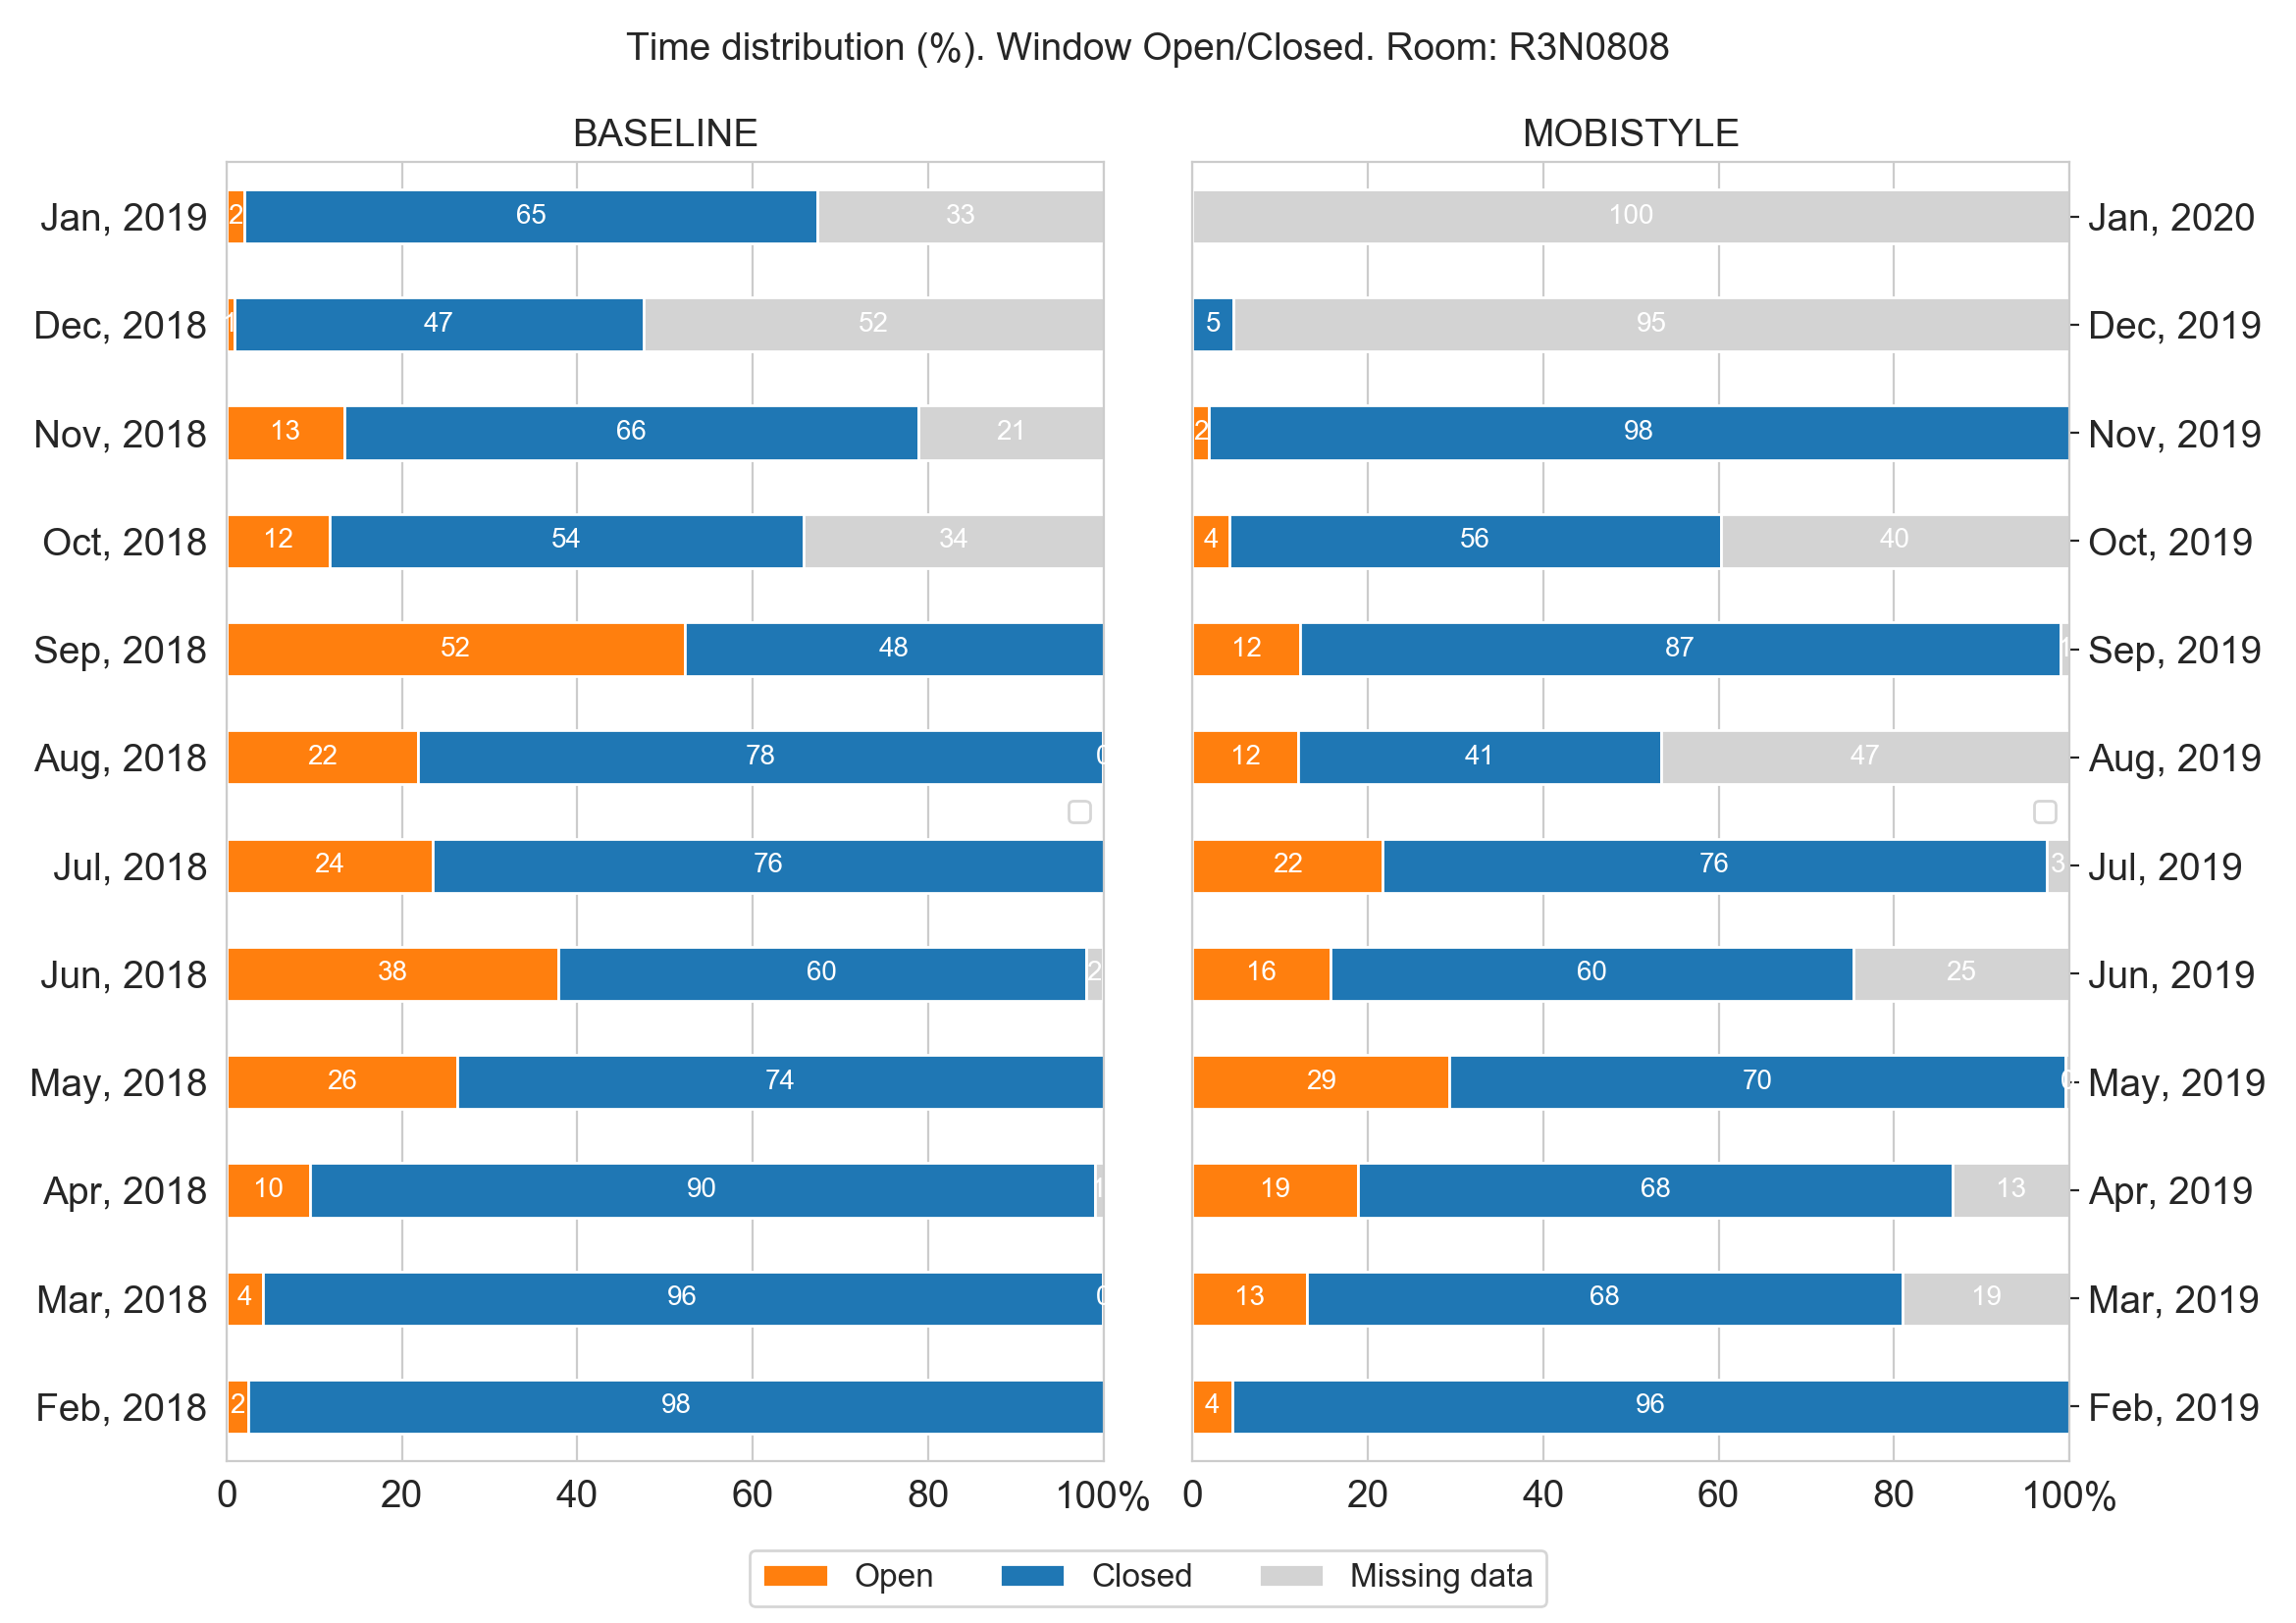 Time distribution (%). Window Open/Closed. Room: R3N0808
BASELINE
MOBISTYLE
Jan, 2019 2 65 33 100 Jan, 2020
Dec, 2018 1 47 52 5 95 Dec, 2019
Nov, 2018 13 66 21 2 98 Nov, 2019
Oct, 2018 12 54 34 4 56 40 Oct, 2019
Sep, 2018 52 48 12 87 1 Sep, 2019
Aug, 2018 22 78 0 12 41 47 Aug, 2019
Jul, 2018 24 76 22 76 3 Jul, 2019
Jun, 2018 38 60 2 16 60 25 Jun, 2019
May, 2018 26 74 29 70 0 May, 2019
Apr, 2018 10 90 1 19 68 13 Apr, 2019
Mar, 2018 4 96 0 13 68 19 Mar, 2019
Feb, 2018 2 98 4 96 Feb, 2019
0 20 40 60 80 100% 0 20 40 60 80 100%
Open Closed Missing data